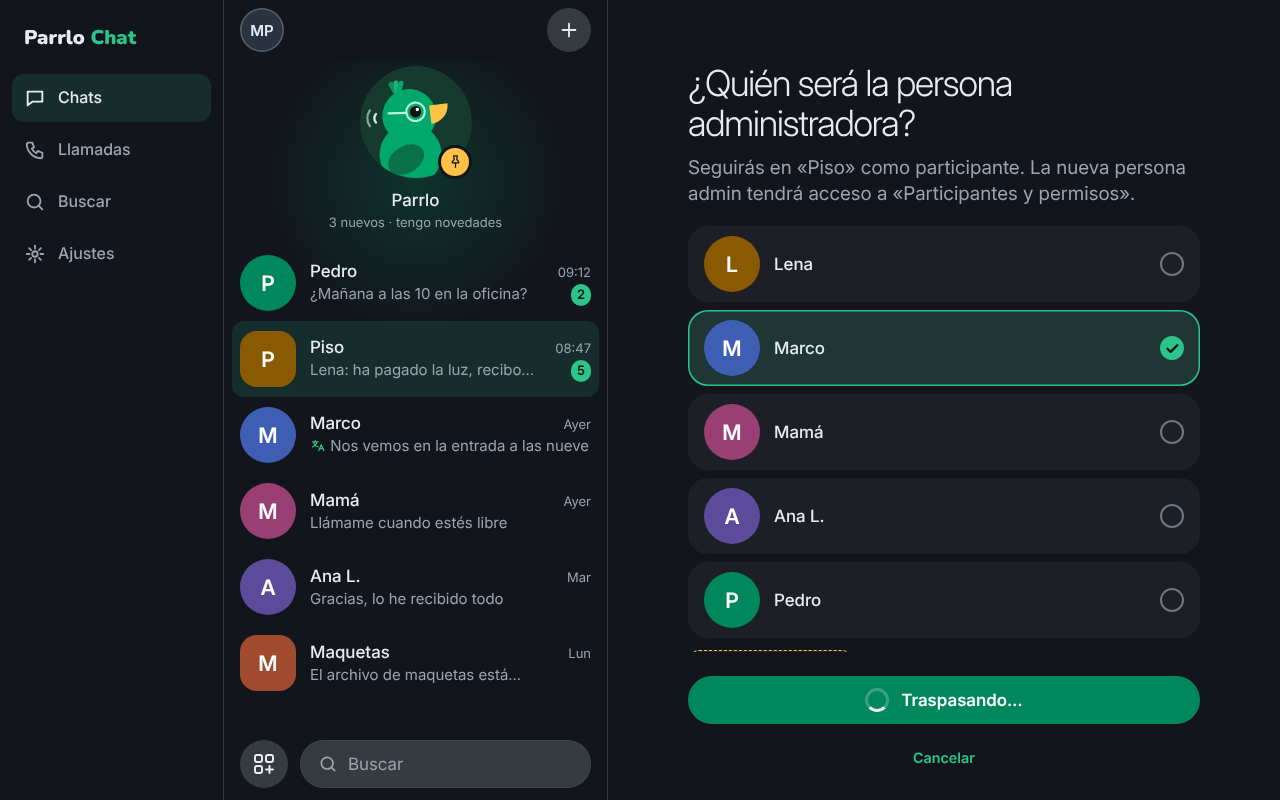 Parrlo Chat
Chats
Llamadas
Buscar
Ajustes
MP
Parrlo
3 nuevos · tengo novedades
P
Pedro
09:12
¿Mañana a las 10 en la oficina?
2
P
Piso
08:47
Lena: ha pagado la luz, recibo...
5
M
Marco
Ayer
Nos vemos en la entrada a las nueve
M
Mamá
Ayer
Llámame cuando estés libre
A
Ana L.
Mar
Gracias, lo he recibido todo
M
Maquetas
Lun
El archivo de maquetas está...
Buscar
¿Quién será la persona
administradora?
Seguirás en «Piso» como participante. La nueva persona
admin tendrá acceso a «Participantes y permisos».
L
Lena
M
Marco
M
Mamá
A
Ana L.
P
Pedro
Traspasando...
Cancelar